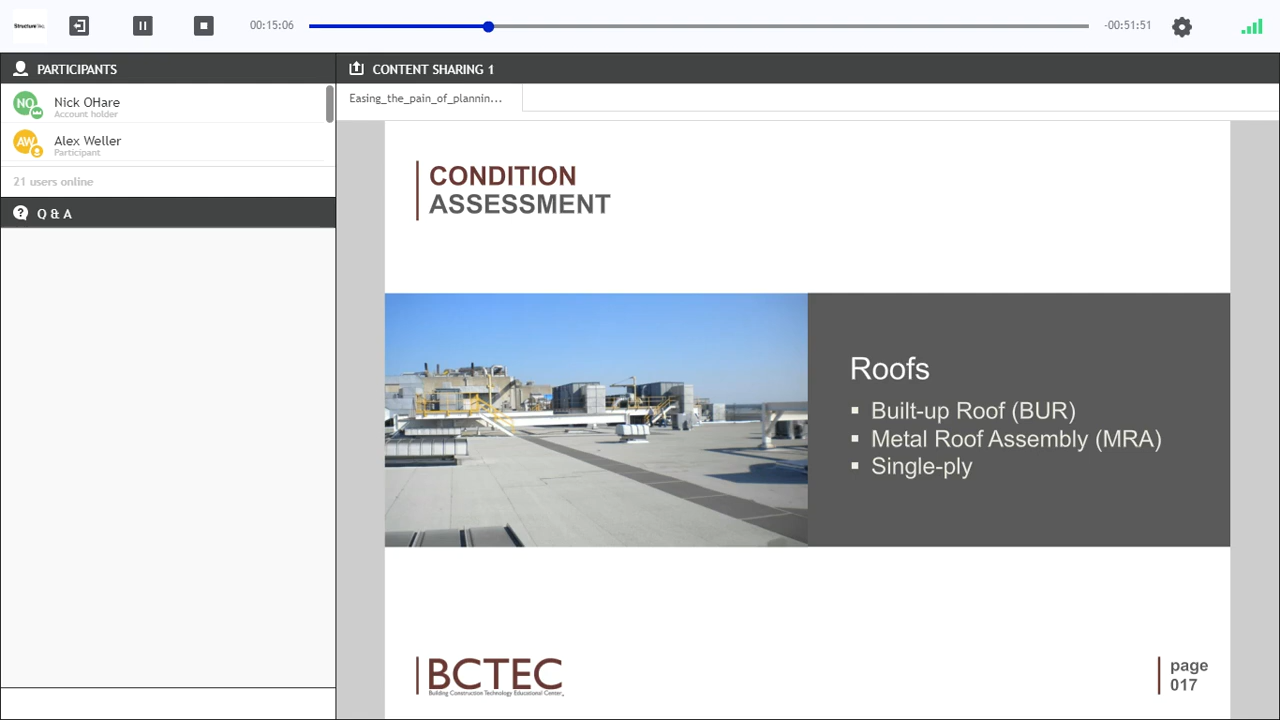 StructureTec
00:15:06
-00:51:51
PARTICIPANTS
NO
Nick OHare
Account holder
AW
Alex Weller
Participant
21 users online
Q & A
CONTENT SHARING 1
Easing_the_pain_of_plannin...
CONDITION
ASSESSMENT
Roofs
▪ Built-up Roof (BUR)
▪ Metal Roof Assembly (MRA)
▪ Single-ply
BCTEC
Building Construction Technology Educational Center
page
017